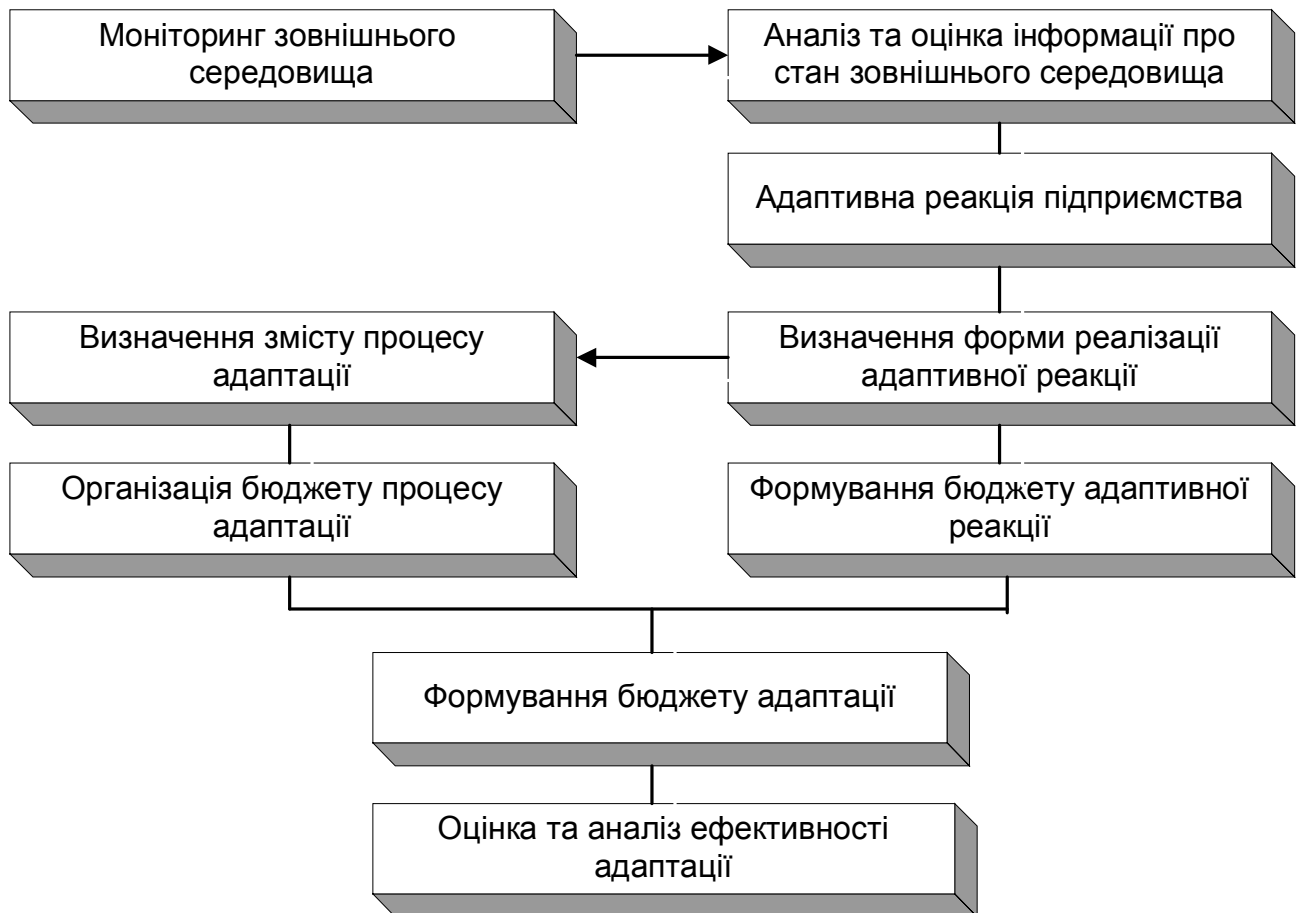 Моніторинг зовнішнього
середовища
Аналіз та оцінка інформації про
стан зовнішнього середовища
Адаптивна реакція підприємства
Визначення змісту процесу
адаптації
Визначення форми реалізації
адаптивної реакції
Організація бюджету процесу
адаптації
Формування бюджету адаптивної
реакції
Формування бюджету адаптації
Оцінка та аналіз ефективності
адаптації